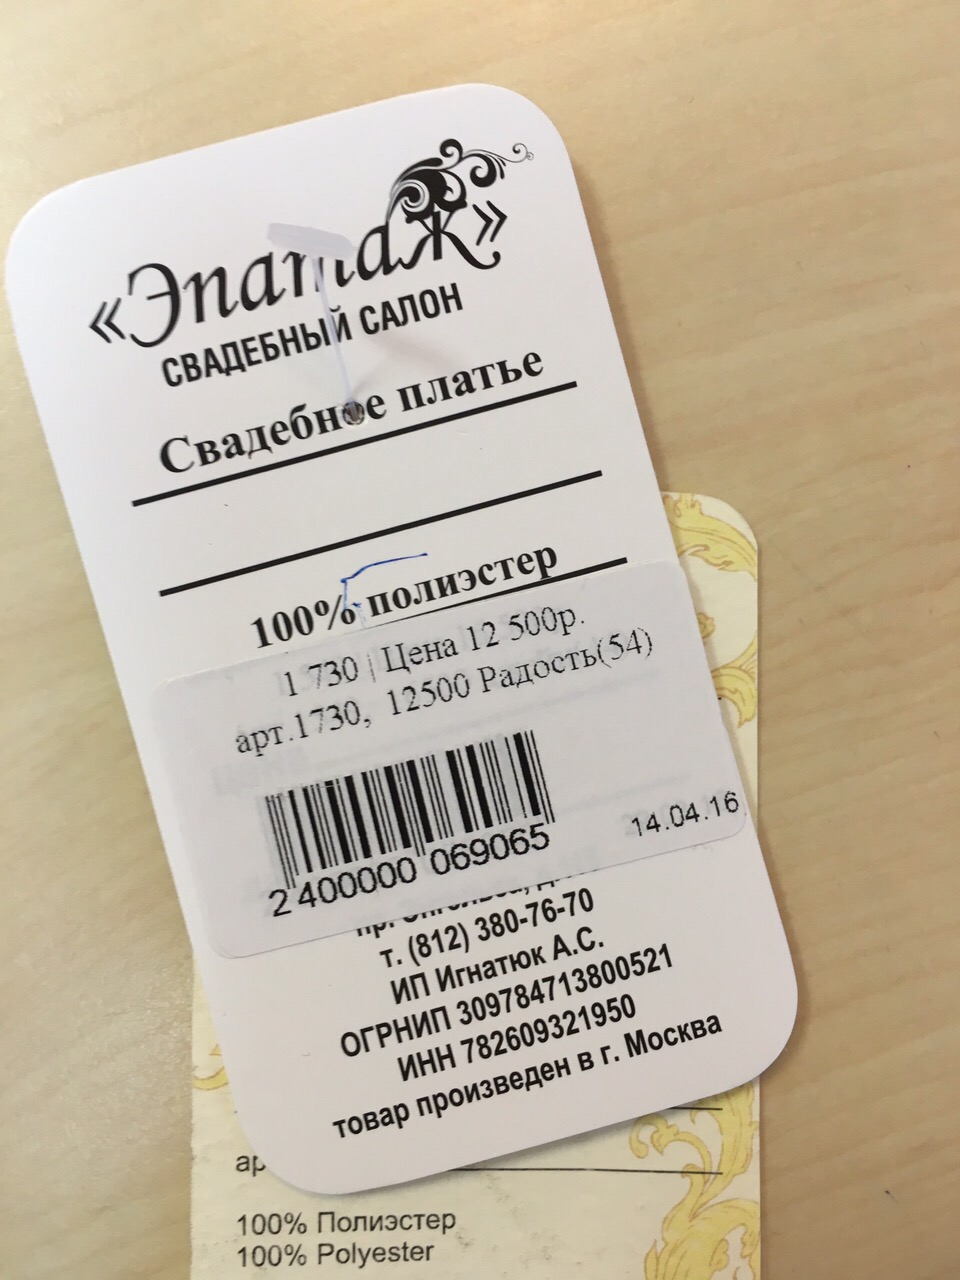 «Эпатаж»
СВАДЕБНЫЙ САЛОН
Свадебное платье
100% полиэстер
1 730 | Цена 12 500р.
арт.1730, 12500 Радость(54)
2 400000 069065
14.04.16
т. (812) 380-76-70
ИП Игнатюк А.С.
ОГРНИП 309784713800521
ИНН 782609321950
товар произведен в г. Москва
100% Полиэстер
100% Polyester